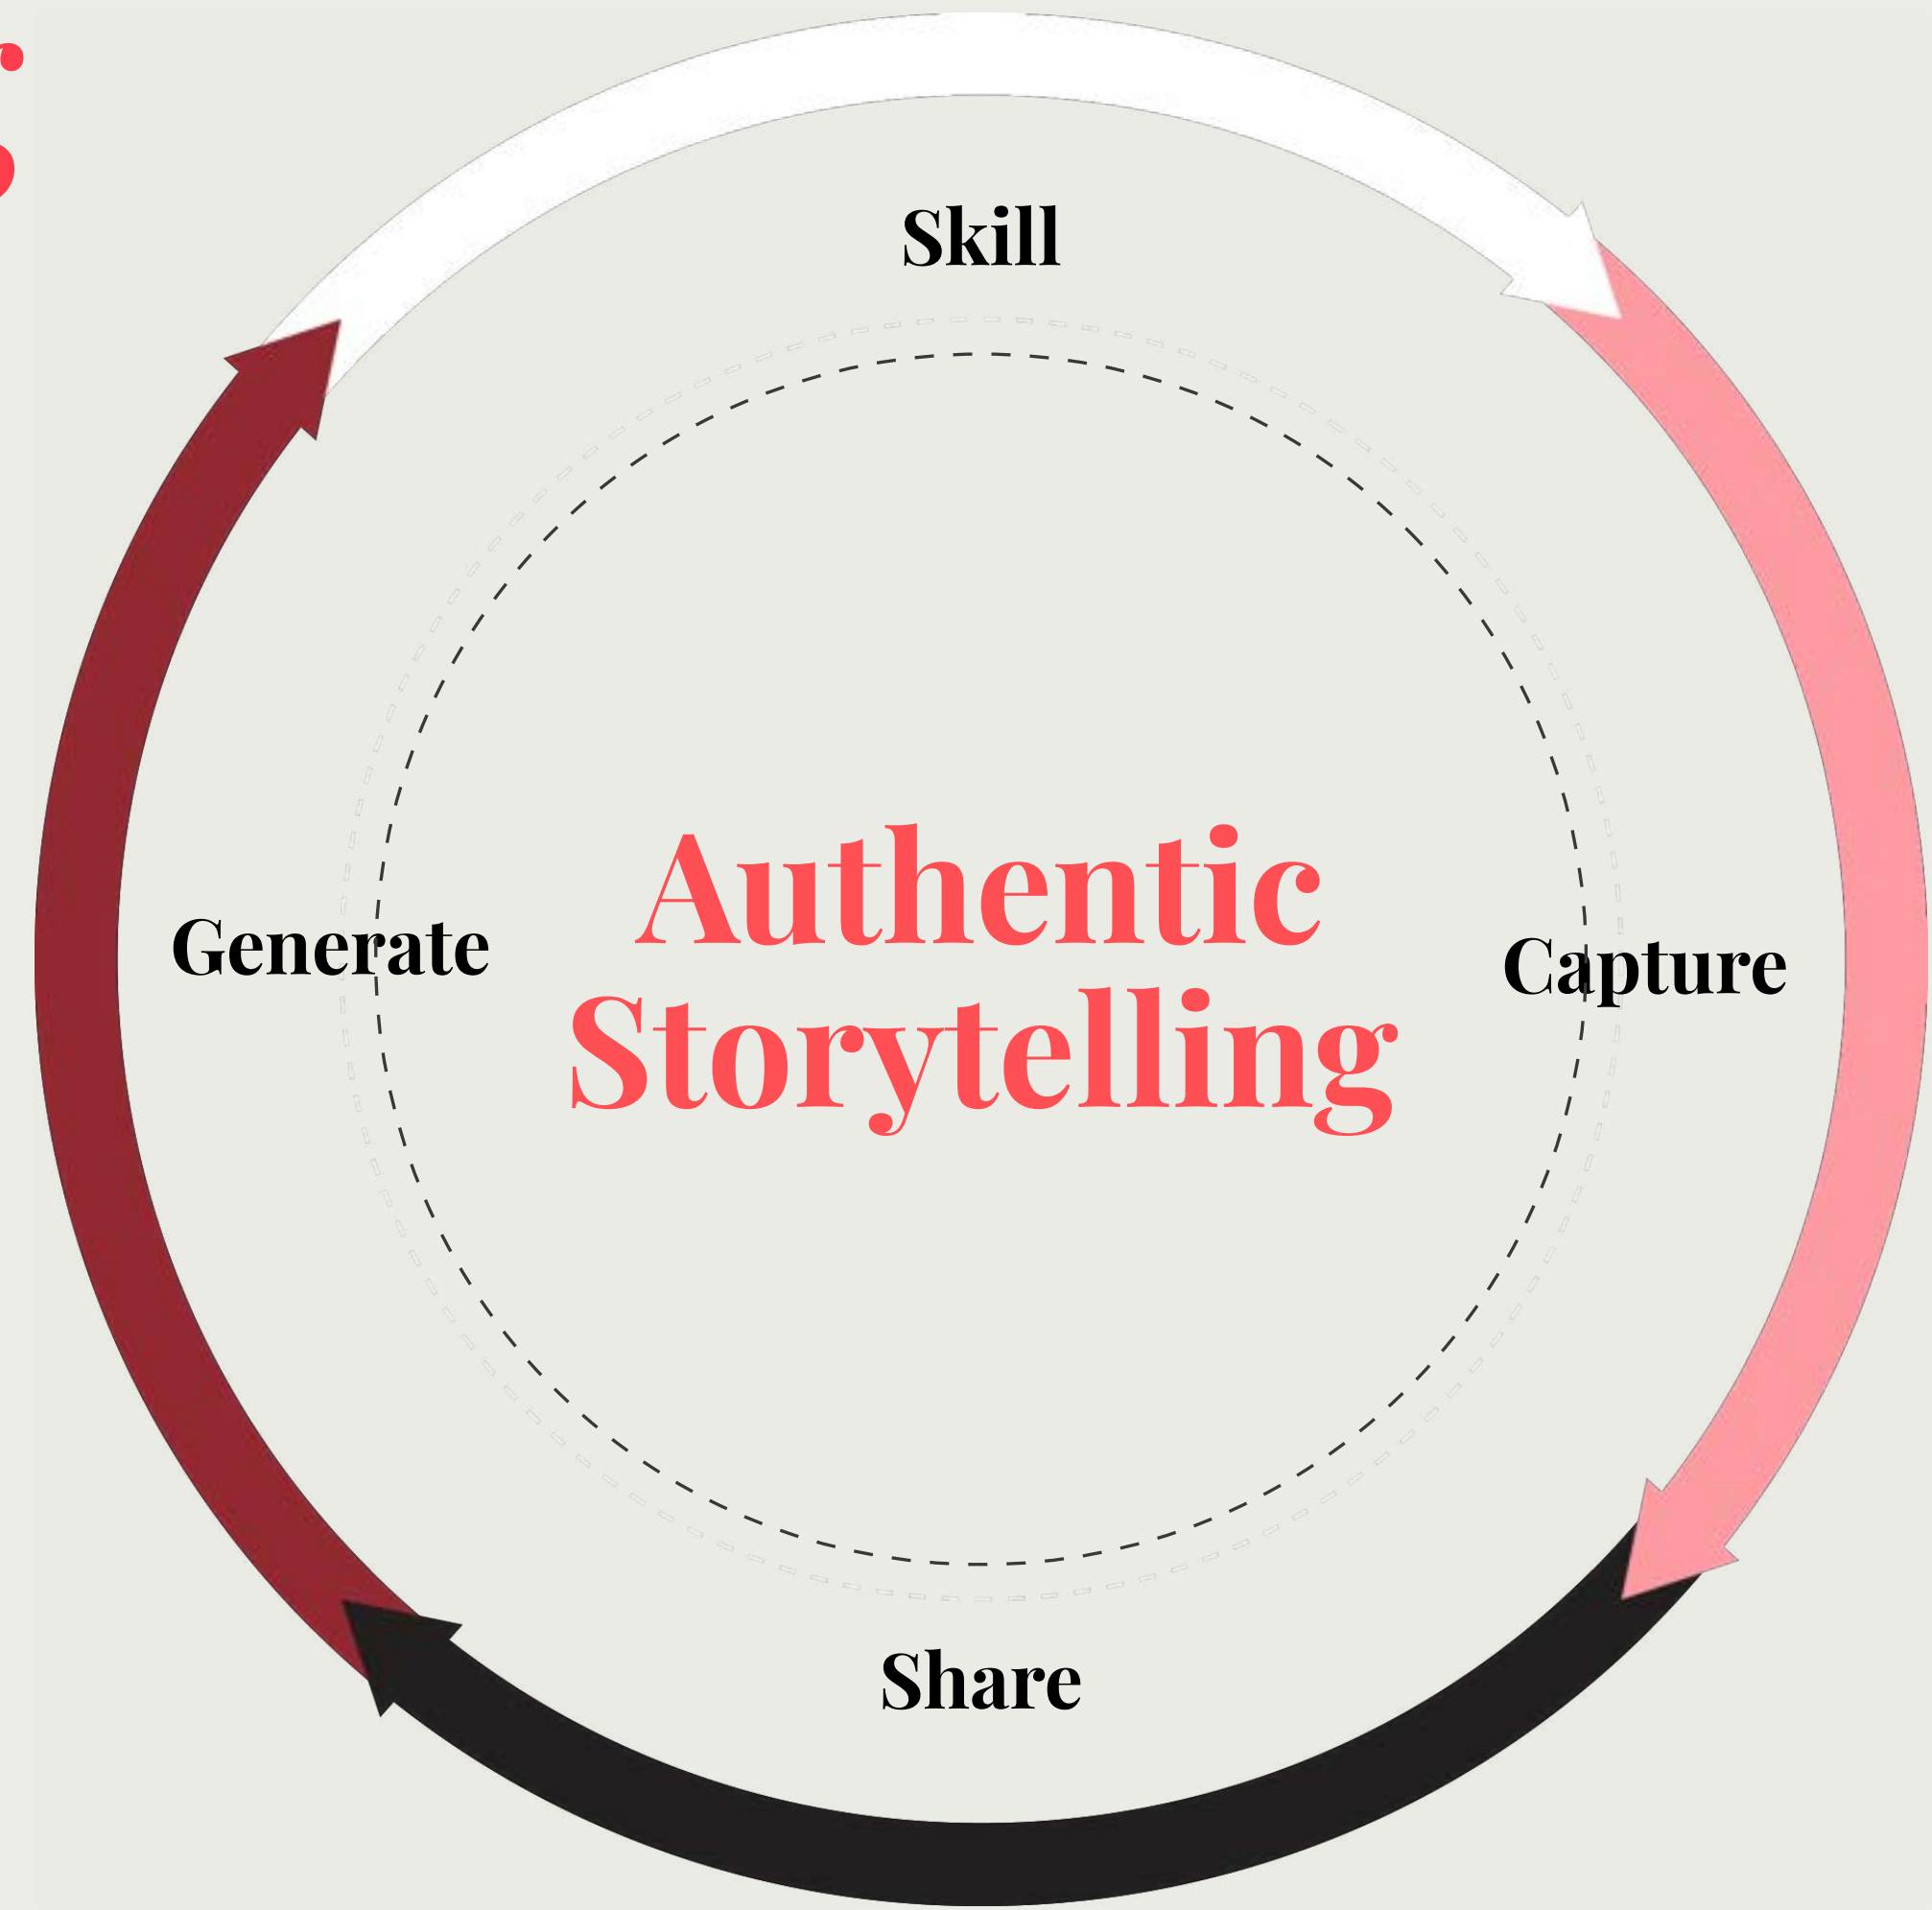 Skill
Authentic
Storytelling
Generate
Capture
Share